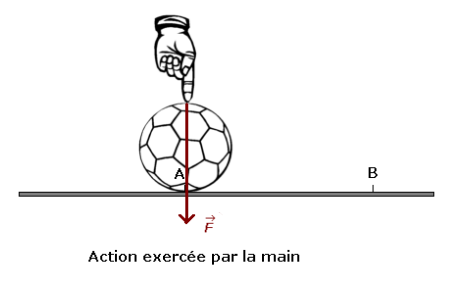 A B
F⃗
Action exercée par la main